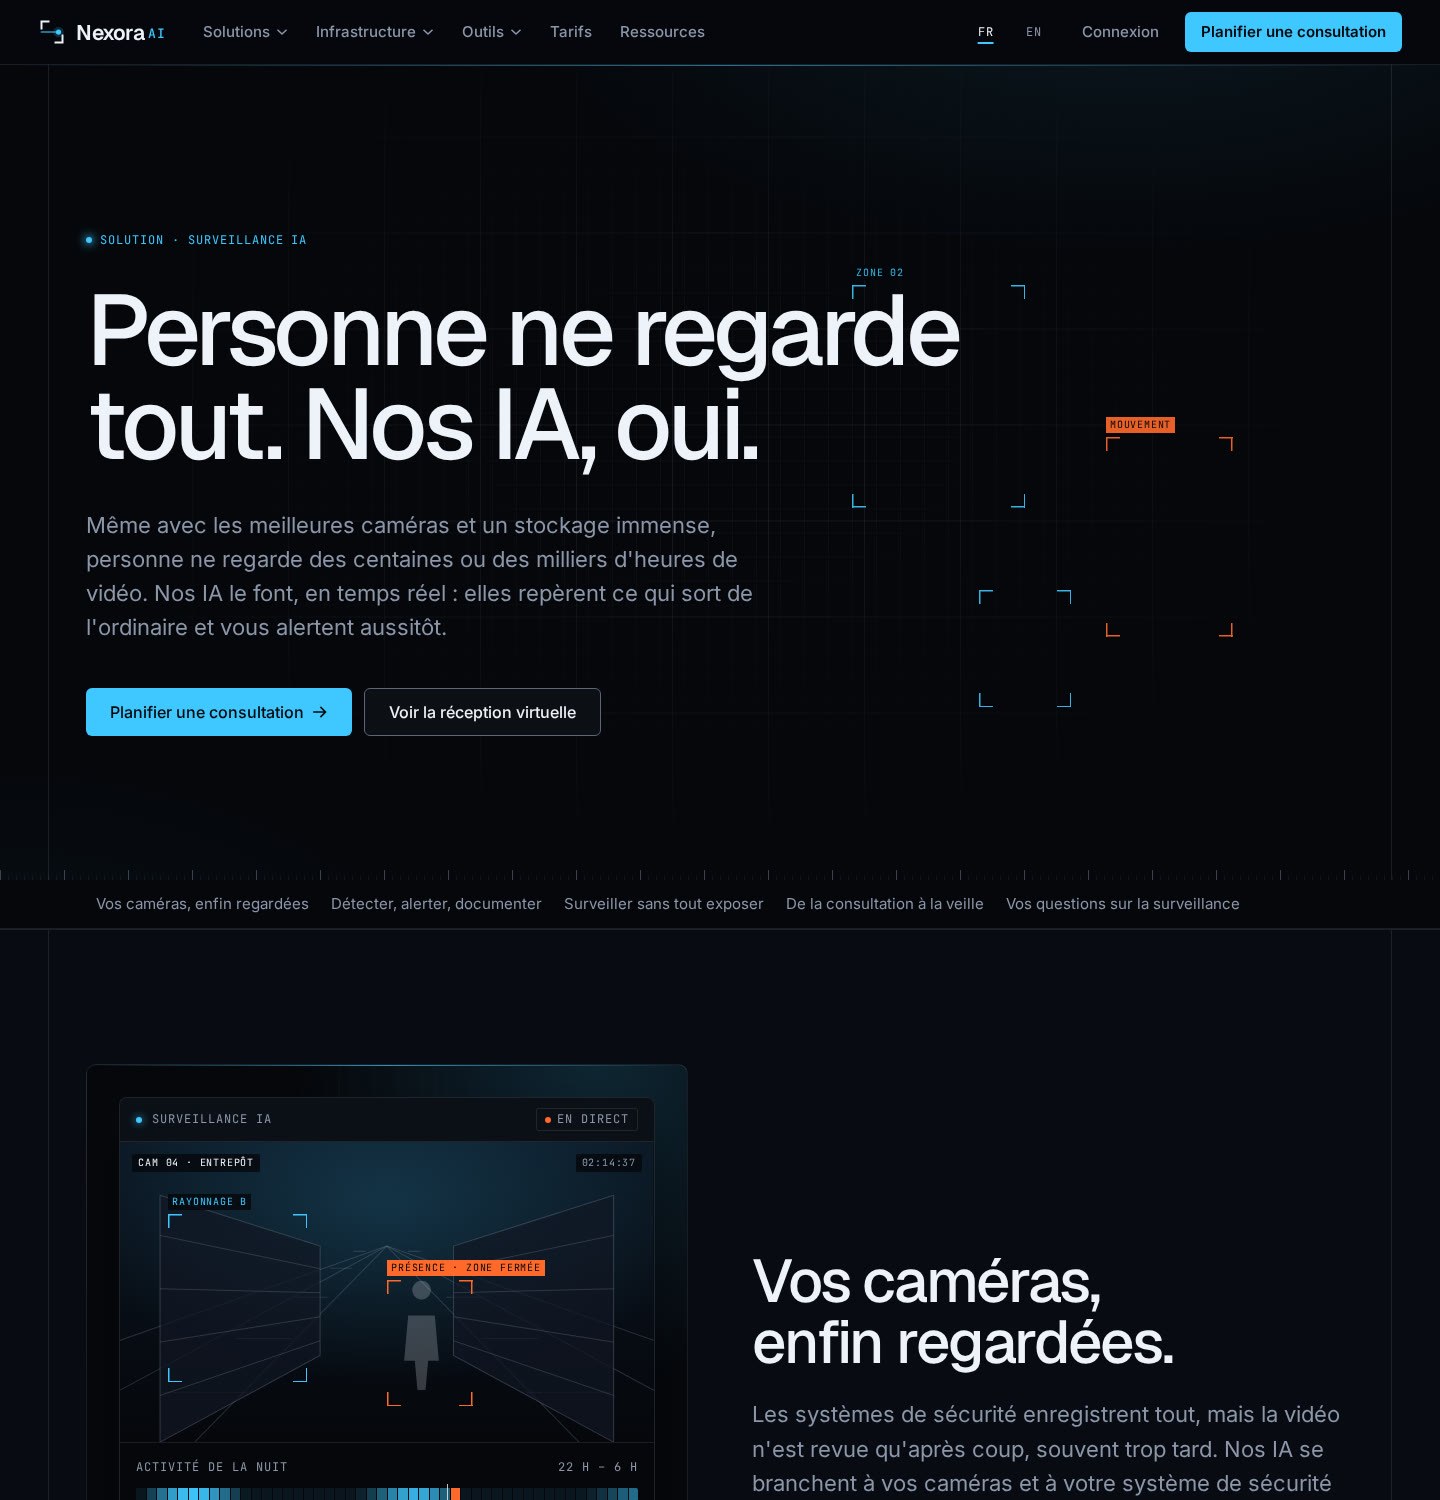 Nexora AI
Solutions
Infrastructure
Outils
Tarifs
Ressources
FR
EN
Connexion
Planifier une consultation
SOLUTION · SURVEILLANCE IA
ZONE 02
Personne ne regarde
tout. Nos IA, oui.
MOUVEMENT
Même avec les meilleures caméras et un stockage immense,
personne ne regarde des centaines ou des milliers d'heures de
vidéo. Nos IA le font, en temps réel : elles repèrent ce qui sort de
l'ordinaire et vous alertent aussitôt.
Planifier une consultation
Voir la réception virtuelle
Vos caméras, enfin regardées
Détecter, alerter, documenter
Surveiller sans tout exposer
De la consultation à la veille
Vos questions sur la surveillance
SURVEILLANCE IA
EN DIRECT
CAM 04 · ENTREPÔT
02:14:37
RAYONNAGE B
PRÉSENCE · ZONE FERMÉE
ACTIVITÉ DE LA NUIT
22 H – 6 H
Vos caméras,
enfin regardées.
Les systèmes de sécurité enregistrent tout, mais la vidéo
n'est revue qu'après coup, souvent trop tard. Nos IA se
branchent à vos caméras et à votre système de sécurité